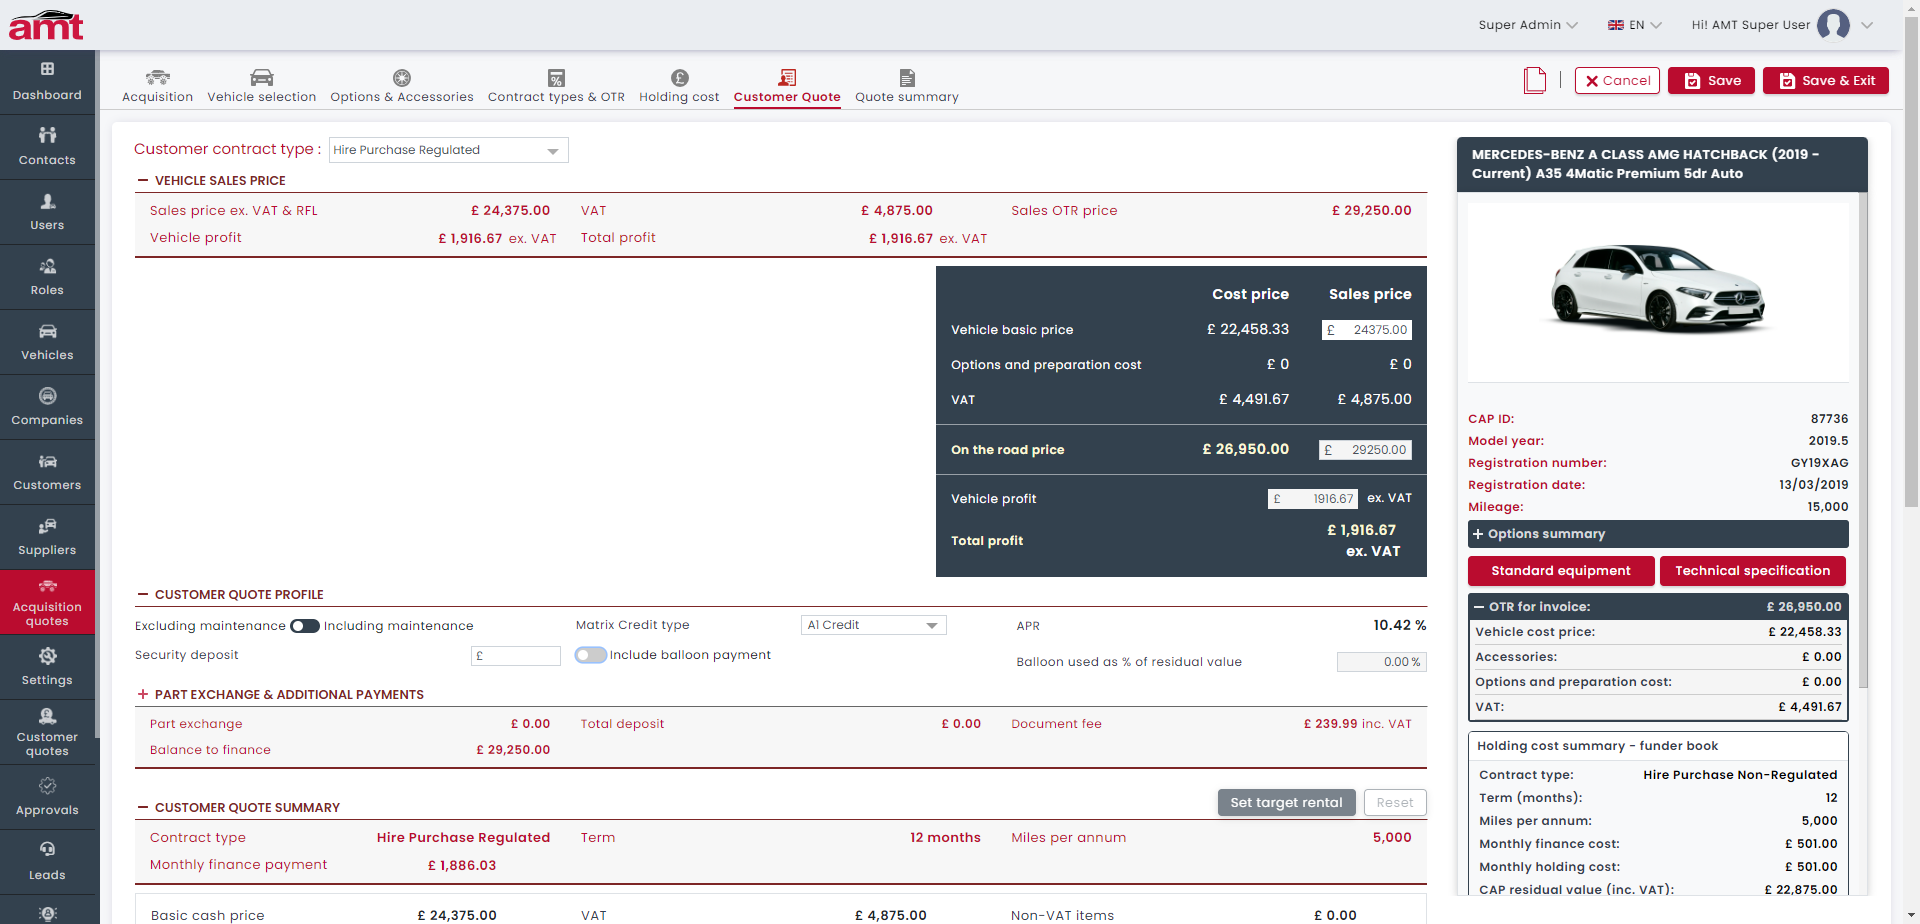 amt
Super Admin
EN
Hi! AMT Super User
Dashboard
Contacts
Users
Roles
Vehicles
Companies
Customers
Suppliers
Acquisition
quotes
Settings
Customer
quotes
Approvals
Leads
Acquisition
Vehicle selection
Options & Accessories
Contract types & OTR
Holding cost
Customer Quote
Quote summary
Cancel
Save
Save & Exit
Customer contract type : Hire Purchase Regulated
VEHICLE SALES PRICE
Sales price ex. VAT & RFL £ 24,375.00 VAT £ 4,875.00 Sales OTR price £ 29,250.00
Vehicle profit £ 1,916.67 ex. VAT Total profit £ 1,916.67 ex. VAT
Cost price Sales price
Vehicle basic price £ 22,458.33 £ 24375.00
Options and preparation cost £ 0 £ 0
VAT £ 4,491.67 £ 4,875.00
On the road price £ 26,950.00 £ 29250.00
Vehicle profit £ 1916.67 ex. VAT
Total profit £ 1,916.67
ex. VAT
CUSTOMER QUOTE PROFILE
Excluding maintenance Including maintenance Matrix Credit type A1 Credit APR 10.42 %
Security deposit £ Include balloon payment Balloon used as % of residual value 0.00 %
PART EXCHANGE & ADDITIONAL PAYMENTS
Part exchange £ 0.00 Total deposit £ 0.00 Document fee £ 239.99 inc. VAT
Balance to finance £ 29,250.00
CUSTOMER QUOTE SUMMARY Set target rental Reset
Contract type Hire Purchase Regulated Term 12 months Miles per annum 5,000
Monthly finance payment £ 1,886.03
Basic cash price £ 24,375.00 VAT £ 4,875.00 Non-VAT items £ 0.00
MERCEDES-BENZ A CLASS AMG HATCHBACK (2019 -
Current) A35 4Matic Premium 5dr Auto
CAP ID: 87736
Model year: 2019.5
Registration number: GY19XAG
Registration date: 13/03/2019
Mileage: 15,000
Options summary
Standard equipment Technical specification
OTR for invoice: £ 26,950.00
Vehicle cost price: £ 22,458.33
Accessories: £ 0.00
Options and preparation cost: £ 0.00
VAT: £ 4,491.67
Holding cost summary - funder book
Contract type: Hire Purchase Non-Regulated
Term (months): 12
Miles per annum: 5,000
Monthly finance cost: £ 501.00
Monthly holding cost: £ 501.00
CAP residual value (inc. VAT): £ 22,875.00